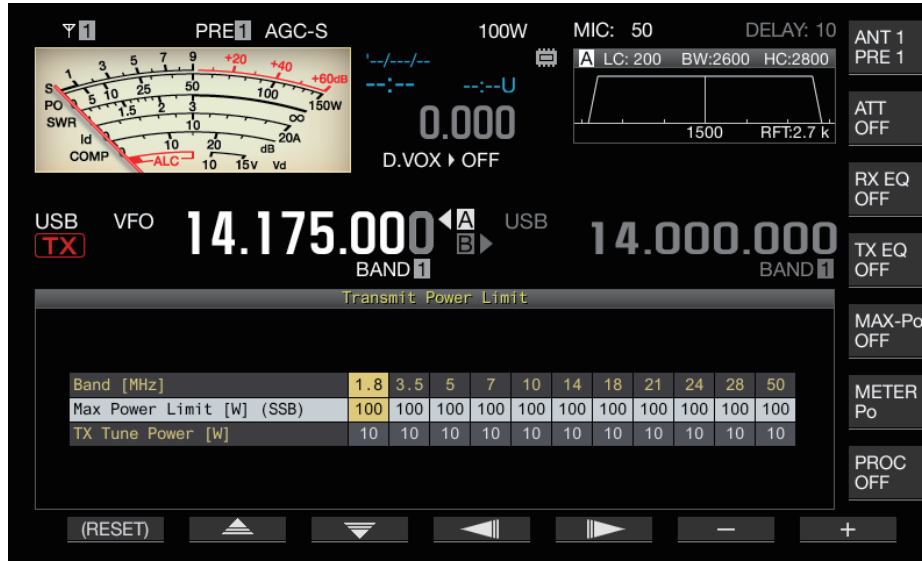 1 PRE1 AGC-S 100W MIC: 50 DELAY: 10
S 1 3 5 7 9 +20 +40 +60dB
PO 5 10 25 50 100 150W
SWR 1 1.5 2 3 ∞
Id 10 20A
COMP 10 20 dB
ALC 10 15V Vd
'--/---/--
--:-- --:--U
0.000
D.VOX OFF
A LC: 200 BW:2600 HC:2800
1500 RFT:2.7 k
USB VFO 14.175.000 A USB 14.000.000
TX B
BAND 1 BAND 1
Transmit Power Limit
Band [MHz] 1.8 3.5 5 7 10 14 18 21 24 28 50
Max Power Limit [W] (SSB) 100 100 100 100 100 100 100 100 100 100 100
TX Tune Power [W] 10 10 10 10 10 10 10 10 10 10 10
ANT 1
PRE 1
ATT
OFF
RX EQ
OFF
TX EQ
OFF
MAX-Po
OFF
METER
Po
PROC
OFF
(RESET) − +